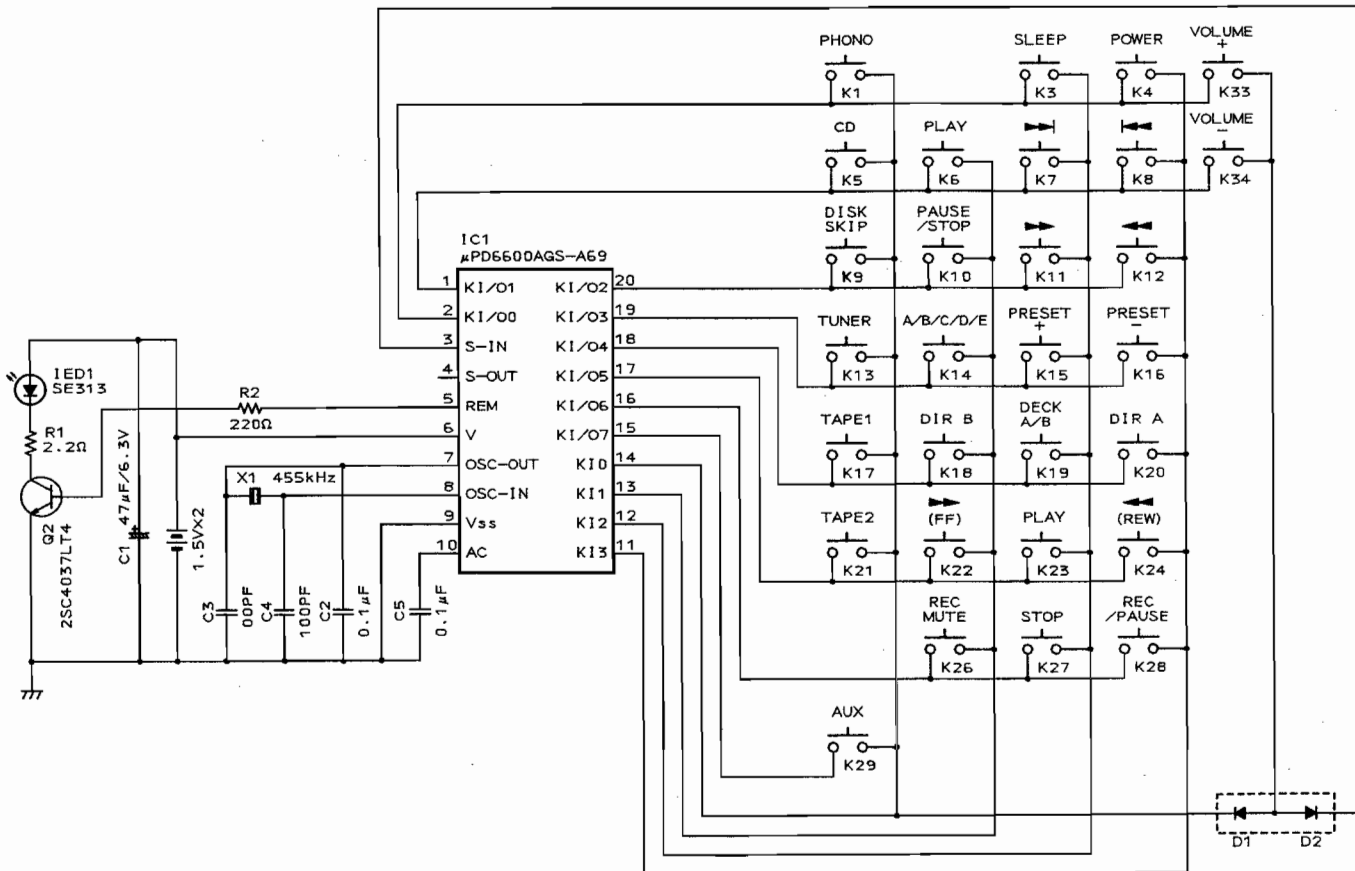 PHONO
SLEEP
POWER
VOLUME
+
K1
K3
K4
K33
CD
PLAY
VOLUME
-
K5
K6
K7
K8
K34
DISK
SKIP
PAUSE
/STOP
K9
K10
K11
K12
IC1
μPD6600AGS-A69
1 KI/O1 KI/O2 20
2 KI/O0 KI/O3 19
3 S-IN KI/O4 18
4 S-OUT KI/O5 17
5 REM KI/O6 16
6 V KI/O7 15
7 OSC-OUT KI0 14
8 OSC-IN KI1 13
9 Vss KI2 12
10 AC KI3 11
TUNER
A/B/C/D/E
PRESET
+
PRESET
-
K13
K14
K15
K16
IED1
SE313
R1
2.2Ω
R2
220Ω
TAPE1
DIR B
DECK
A/B
DIR A
K17
K18
K19
K20
X1 455kHz
Q2
2SC4037LT4
C1
47μF/6.3V
1.5V×2
TAPE2
(FF)
PLAY
(REW)
K21
K22
K23
K24
C3
00PF
C4
100PF
C2
0.1μF
C5
0.1μF
REC
MUTE
STOP
REC
/PAUSE
K26
K27
K28
AUX
K29
D1
D2